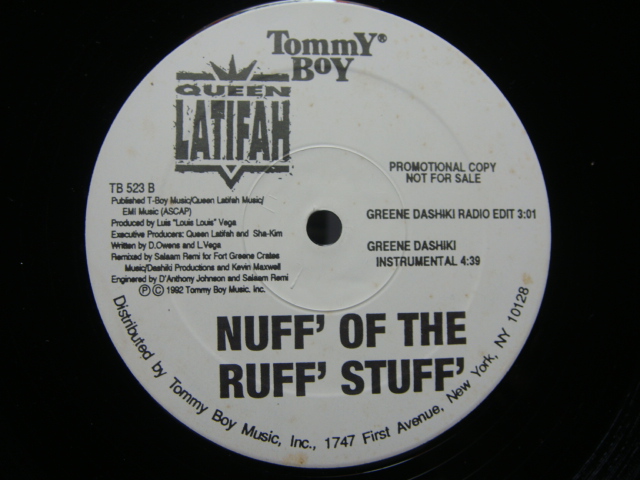 Tommy®
Boy
QUEEN
LATIFAH
PROMOTIONAL COPY
NOT FOR SALE
TB 523 B
Published T-Boy Music/Queen Latifah Music/
EMI Music (ASCAP)
Produced by Luis "Louis Louis" Vega
Executive Producers: Queen Latifah and Sha-Kim
Written by D.Owens and L.Vega
Remixed by Salaam Remi for Fort Greene Crates
Music/Dashiki Productions and Kevin Maxwell
Enginered by D'Anthony Johnson and Salaam Remi
Ⓟ Ⓒ 1992 Tommy Boy Music. Inc.
GREENE DASHIKI RADIO EDIT 3:01
GREENE DASHIKI
INSTRUMENTAL 4:39
NUFF' OF THE
RUFF' STUFF'
Distributed by Tommy Boy Music, Inc., 1747 First Avenue, New York, NY 10128